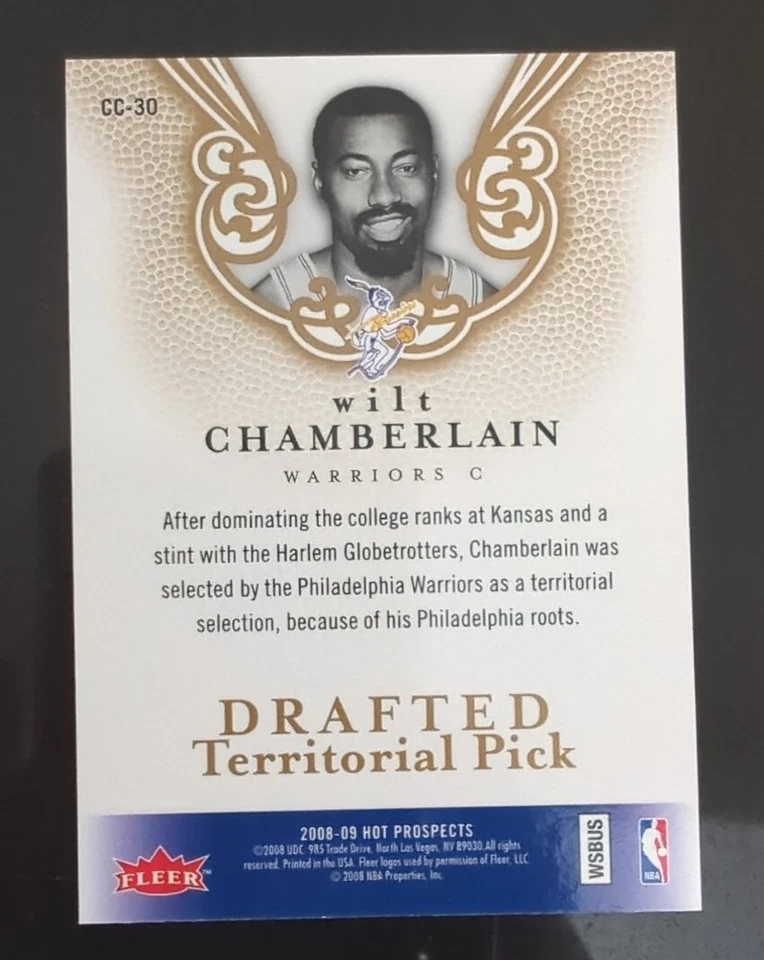 CC-30
Warriors
wilt
CHAMBERLAIN
WARRIORS C
After dominating the college ranks at Kansas and a
stint with the Harlem Globetrotters, Chamberlain was
selected by the Philadelphia Warriors as a territorial
selection, because of his Philadelphia roots.
DRAFTED
Territorial Pick
2008-09 HOT PROSPECTS
©2008 UDC. 985 Trade Drive, North Las Vegas, NV 89030. All rights
reserved. Printed in the USA. Fleer logos used by permission of Fleer, LLC.
© 2008 NBA Properties, Inc.
FLEER™
WSBUS
NBA